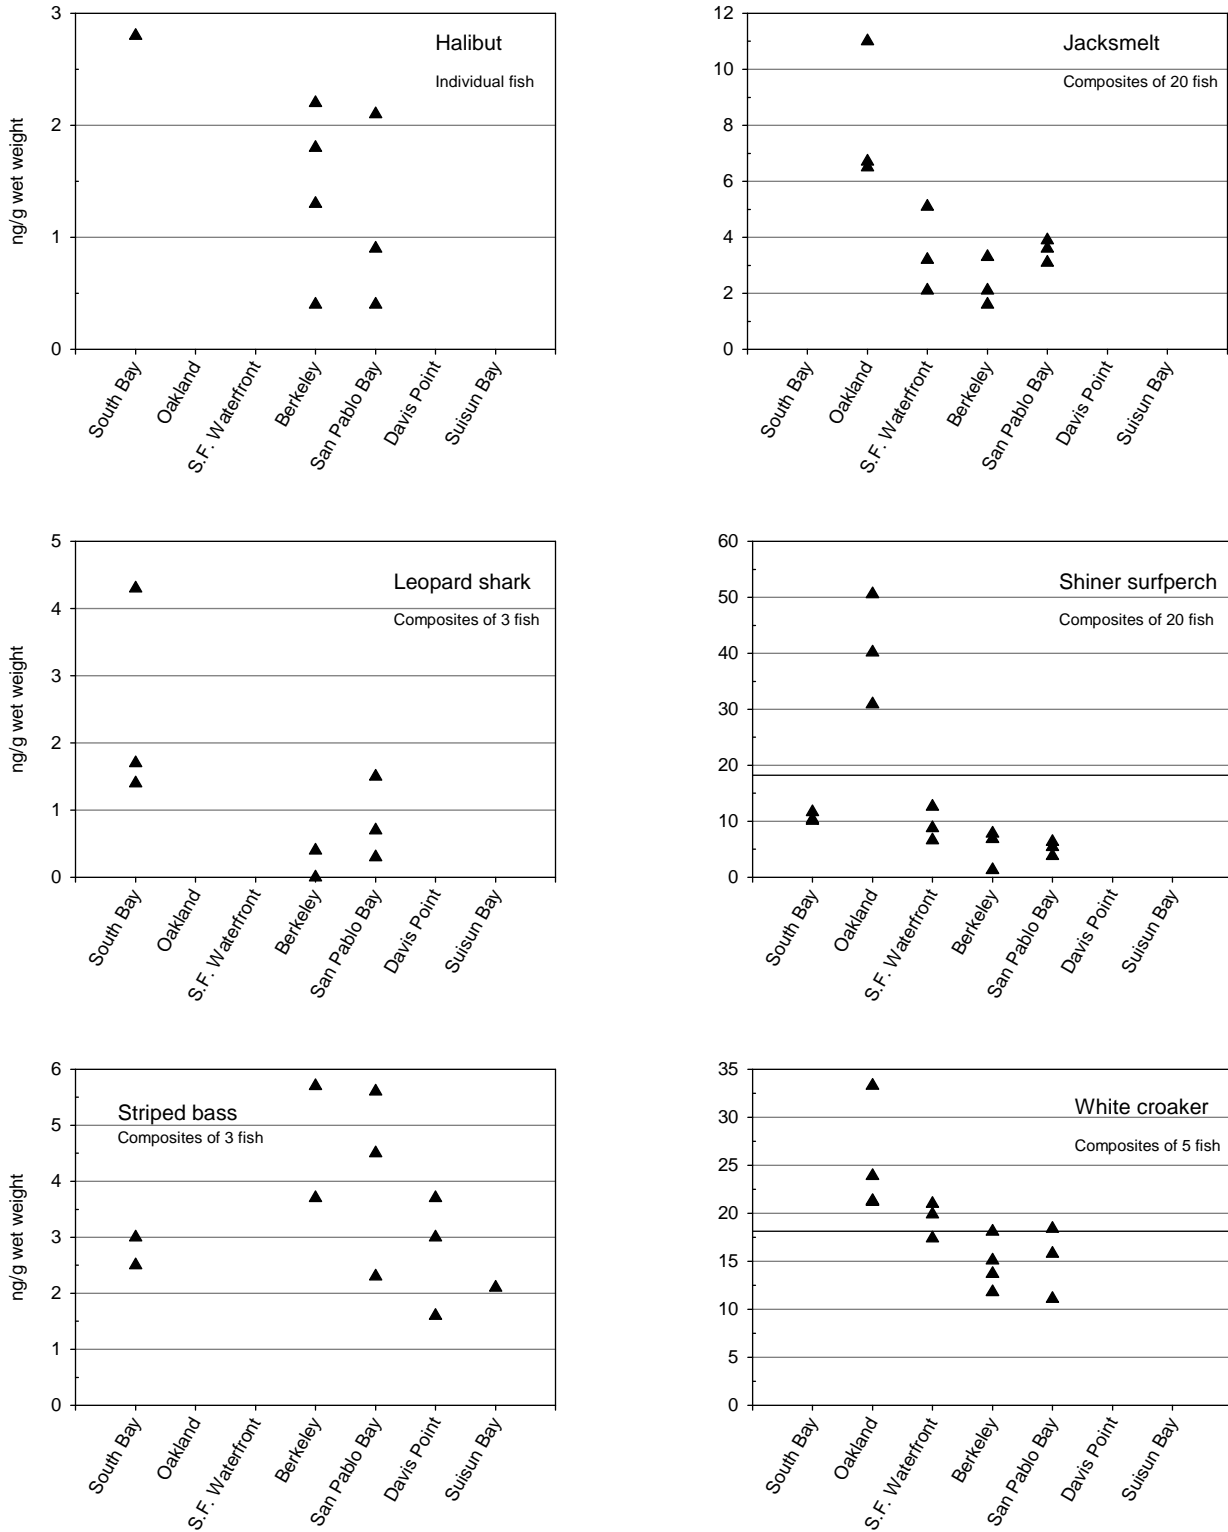 Halibut
Individual fish
ng/g wet weight
3
2
1
0
South Bay
Oakland
S.F. Waterfront
Berkeley
San Pablo Bay
Davis Point
Suisun Bay
Jacksmelt
Composites of 20 fish
12
10
8
6
4
2
0
South Bay
Oakland
S.F. Waterfront
Berkeley
San Pablo Bay
Davis Point
Suisun Bay
Leopard shark
Composites of 3 fish
ng/g wet weight
5
4
3
2
1
0
South Bay
Oakland
S.F. Waterfront
Berkeley
San Pablo Bay
Davis Point
Suisun Bay
Shiner surfperch
Composites of 20 fish
60
50
40
30
20
10
0
South Bay
Oakland
S.F. Waterfront
Berkeley
San Pablo Bay
Davis Point
Suisun Bay
Striped bass
Composites of 3 fish
ng/g wet weight
6
5
4
3
2
1
0
South Bay
Oakland
S.F. Waterfront
Berkeley
San Pablo Bay
Davis Point
Suisun Bay
White croaker
Composites of 5 fish
35
30
25
20
15
10
5
0
South Bay
Oakland
S.F. Waterfront
Berkeley
San Pablo Bay
Davis Point
Suisun Bay